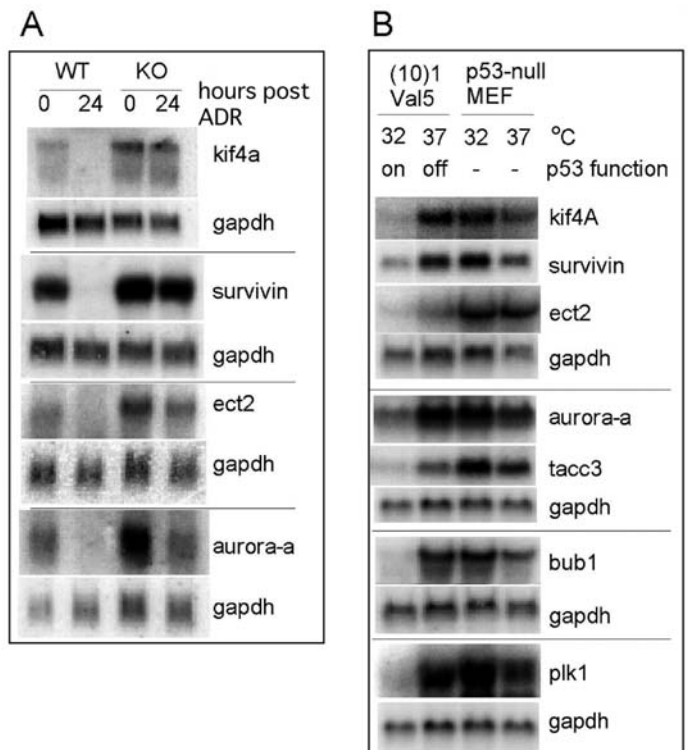 A
WT KO
0 24 0 24 hours post
ADR
kif4a
gapdh
survivin
gapdh
ect2
gapdh
aurora-a
gapdh
B
(10)1 p53-null
Val5 MEF
32 37 32 37 °C
on off - - p53 function
kif4A
survivin
ect2
gapdh
aurora-a
tacc3
gapdh
bub1
gapdh
plk1
gapdh